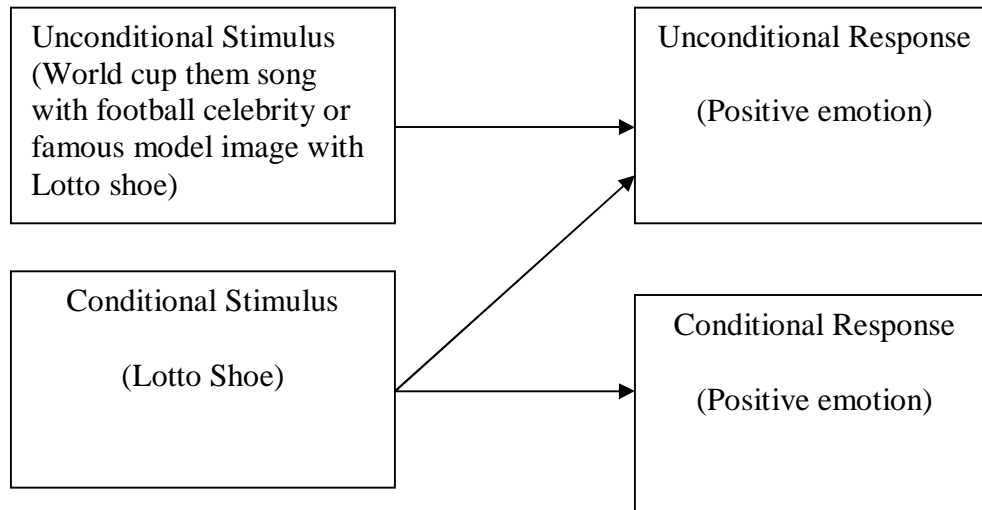 Unconditional Stimulus
(World cup them song
with football celebrity or
famous model image with
Lotto shoe)
Unconditional Response
(Positive emotion)
Conditional Stimulus
(Lotto Shoe)
Conditional Response
(Positive emotion)